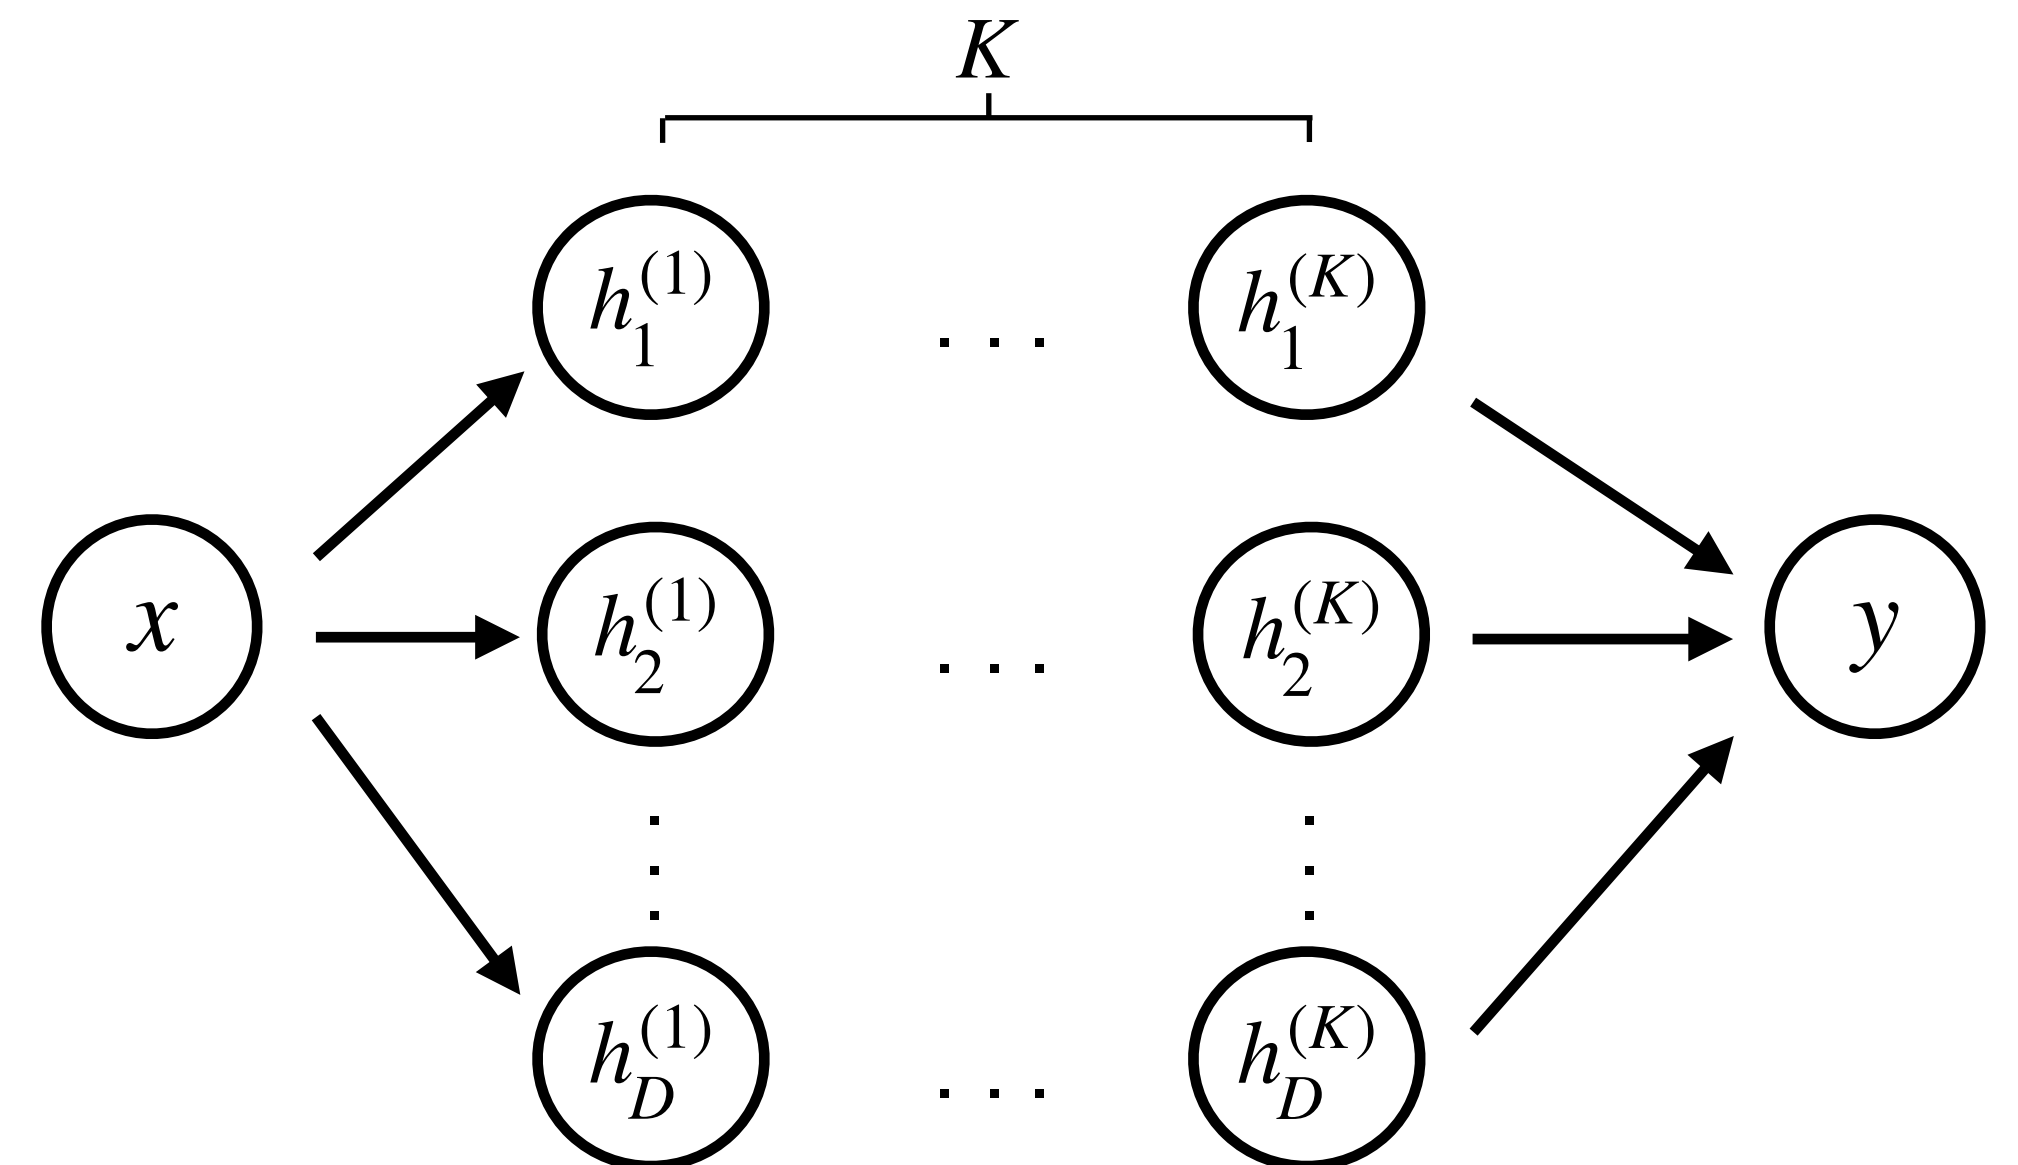 K
h_1^{(1)} . . . h_1^{(K)}
x h_2^{(1)} . . . h_2^{(K)} y
h_D^{(1)} . . . h_D^{(K)}